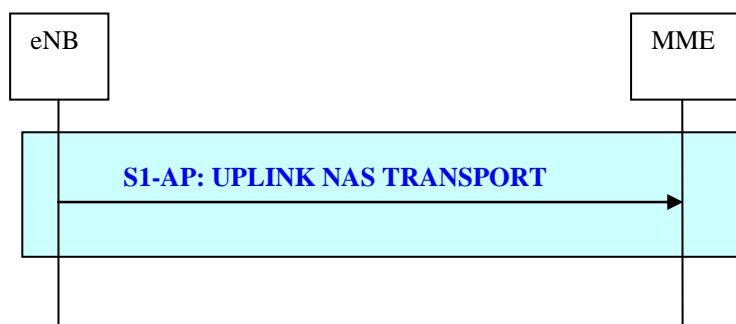 eNB
MME
S1-AP: UPLINK NAS TRANSPORT